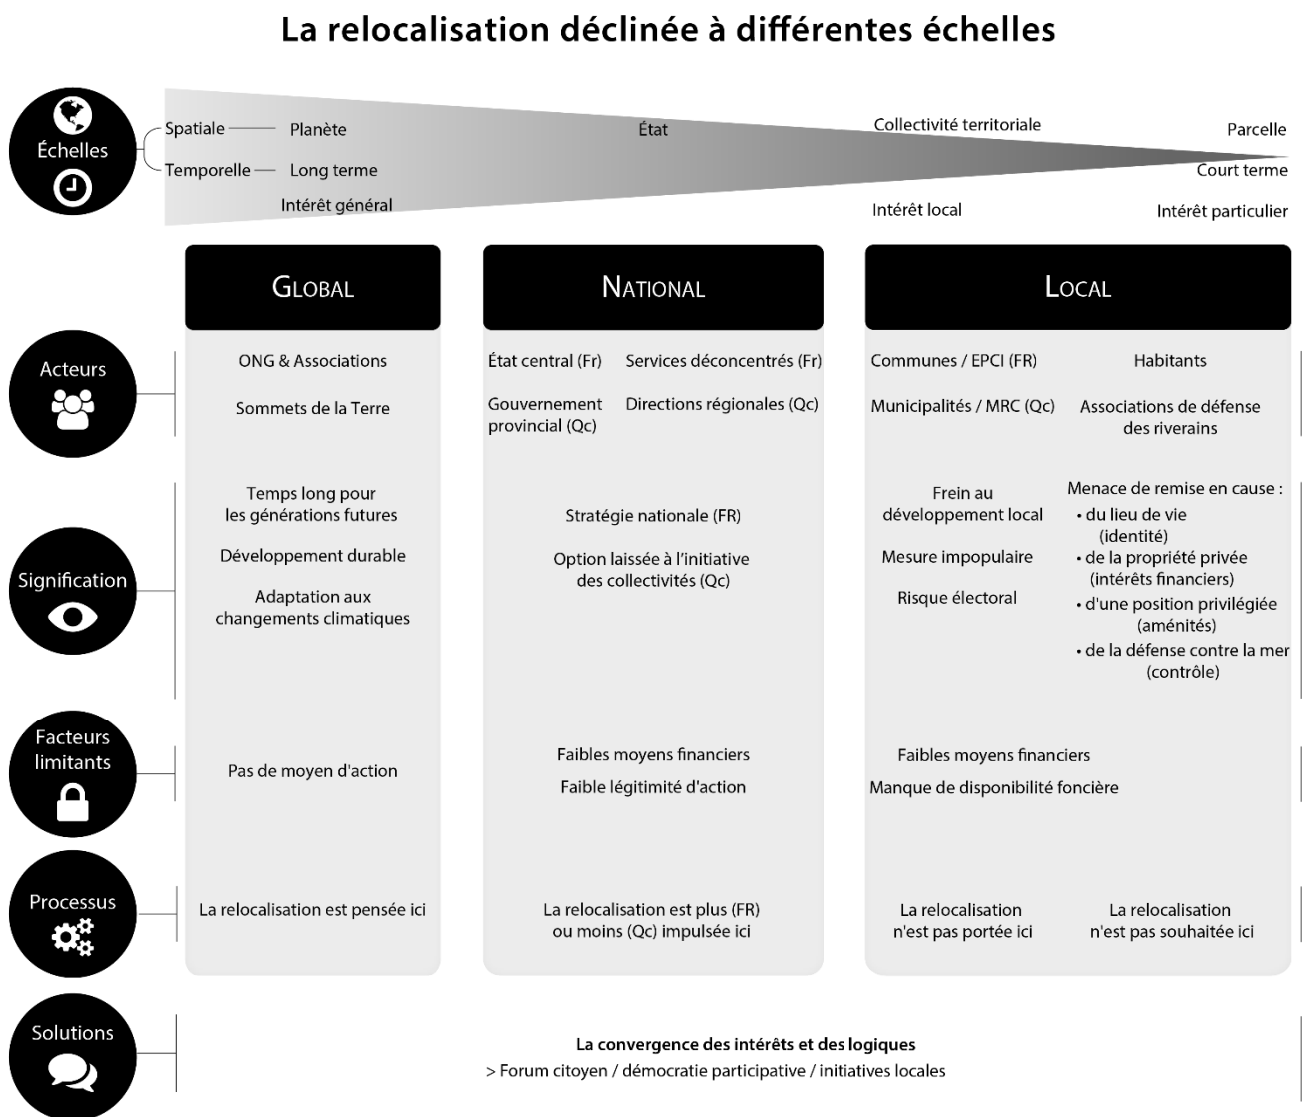 La relocalisation déclinée à différentes échelles
Échelles
Spatiale
Planète
État
Collectivité territoriale
Parcelle
Temporelle
Long terme
Court terme
Intérêt général
Intérêt local
Intérêt particulier
GLOBAL
NATIONAL
LOCAL
Acteurs
ONG & Associations
Sommets de la Terre
État central (Fr)
Gouvernement
provincial (Qc)
Services déconcentrés (Fr)
Directions régionales (Qc)
Communes / EPCI (FR)
Municipalités / MRC (Qc)
Habitants
Associations de défense
des riverains
Signification
Temps long pour
les générations futures
Développement durable
Adaptation aux
changements climatiques
Stratégie nationale (FR)
Option laissée à l'initiative
des collectivités (Qc)
Frein au
développement local
Mesure impopulaire
Risque électoral
Menace de remise en cause :
• du lieu de vie
(identité)
• de la propriété privée
(intérêts financiers)
• d'une position privilégiée
(aménités)
• de la défense contre la mer
(contrôle)
Facteurs
limitants
Pas de moyen d'action
Faibles moyens financiers
Faible légitimité d'action
Faibles moyens financiers
Manque de disponibilité foncière
Processus
La relocalisation est pensée ici
La relocalisation est plus (FR)
ou moins (Qc) impulsée ici
La relocalisation
n'est pas portée ici
La relocalisation
n'est pas souhaitée ici
Solutions
La convergence des intérêts et des logiques
> Forum citoyen / démocratie participative / initiatives locales